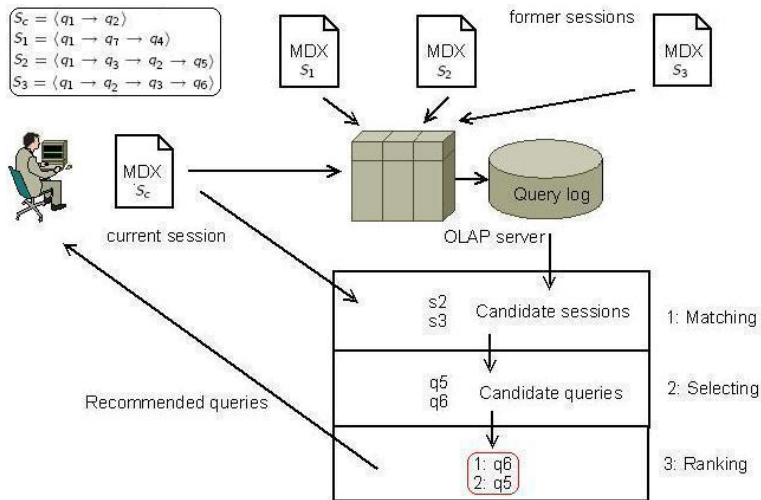 S_c = ⟨q₁ → q₂⟩
S₁ = ⟨q₁ → q₇ → q₄⟩
S₂ = ⟨q₁ → q₃ → q₂ → q₅⟩
S₃ = ⟨q₁ → q₂ → q₃ → q₆⟩
former sessions
MDX
S₁
MDX
S₂
MDX
S₃
MDX
S_c
Query log
current session
OLAP server
s2
s3
Candidate sessions
1: Matching
q5
q6
Candidate queries
2: Selecting
Recommended queries
1: q6
2: q5
3: Ranking